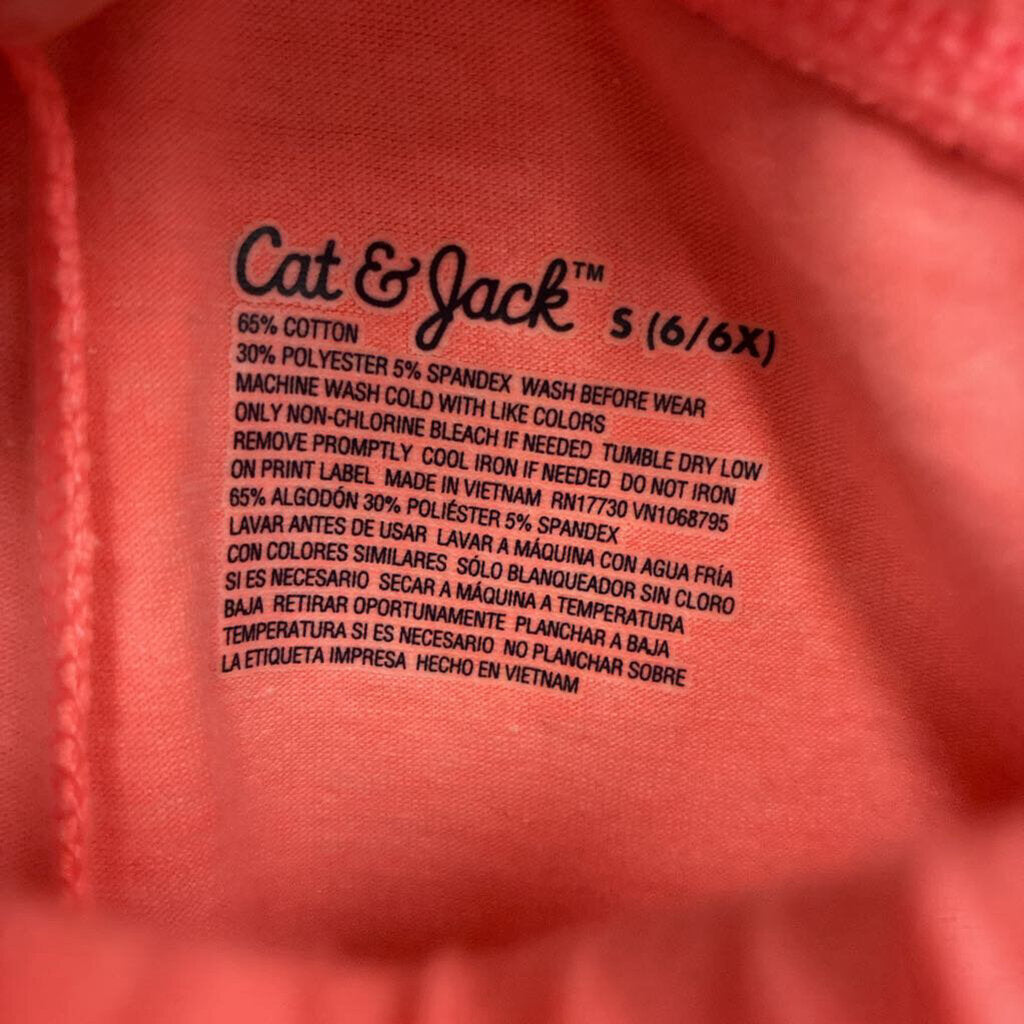 Cat & Jack™ S (6/6X)
65% COTTON
30% POLYESTER 5% SPANDEX WASH BEFORE WEAR
MACHINE WASH COLD WITH LIKE COLORS
ONLY NON-CHLORINE BLEACH IF NEEDED TUMBLE DRY LOW
REMOVE PROMPTLY COOL IRON IF NEEDED DO NOT IRON
ON PRINT LABEL MADE IN VIETNAM RN17730 VN1068795
65% ALGODÓN 30% POLIÉSTER 5% SPANDEX
LAVAR ANTES DE USAR LAVAR A MÁQUINA CON AGUA FRÍA
CON COLORES SIMILARES SÓLO BLANQUEADOR SIN CLORO
SI ES NECESARIO SECAR A MÁQUINA A TEMPERATURA
BAJA RETIRAR OPORTUNAMENTE PLANCHAR A BAJA
TEMPERATURA SI ES NECESARIO NO PLANCHAR SOBRE
LA ETIQUETA IMPRESA HECHO EN VIETNAM